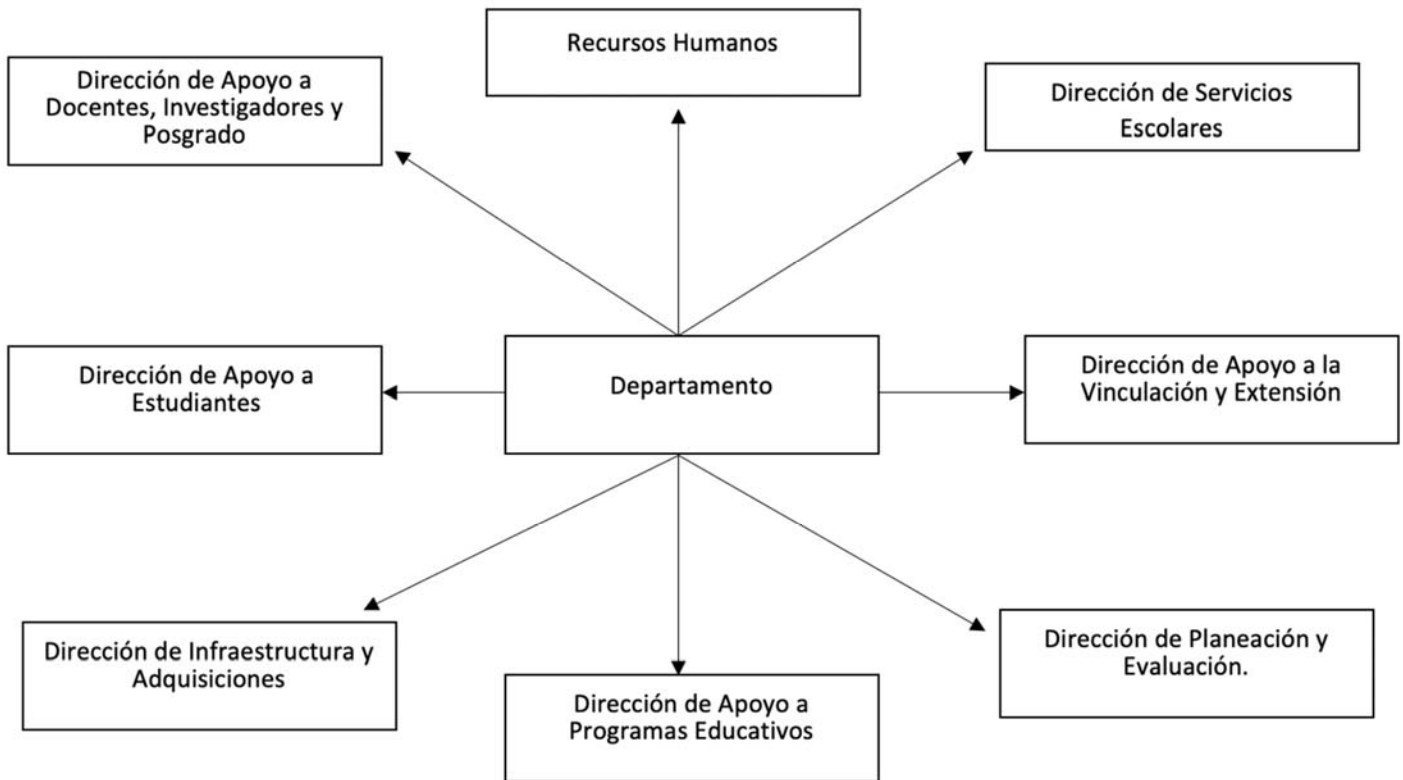 Recursos Humanos
Dirección de Apoyo a
Docentes, Investigadores y
Posgrado
Dirección de Servicios
Escolares
Dirección de Apoyo a
Estudiantes
Departamento
Dirección de Apoyo a la
Vinculación y Extensión
Dirección de Infraestructura y
Adquisiciones
Dirección de Apoyo a
Programas Educativos
Dirección de Planeación y
Evaluación.